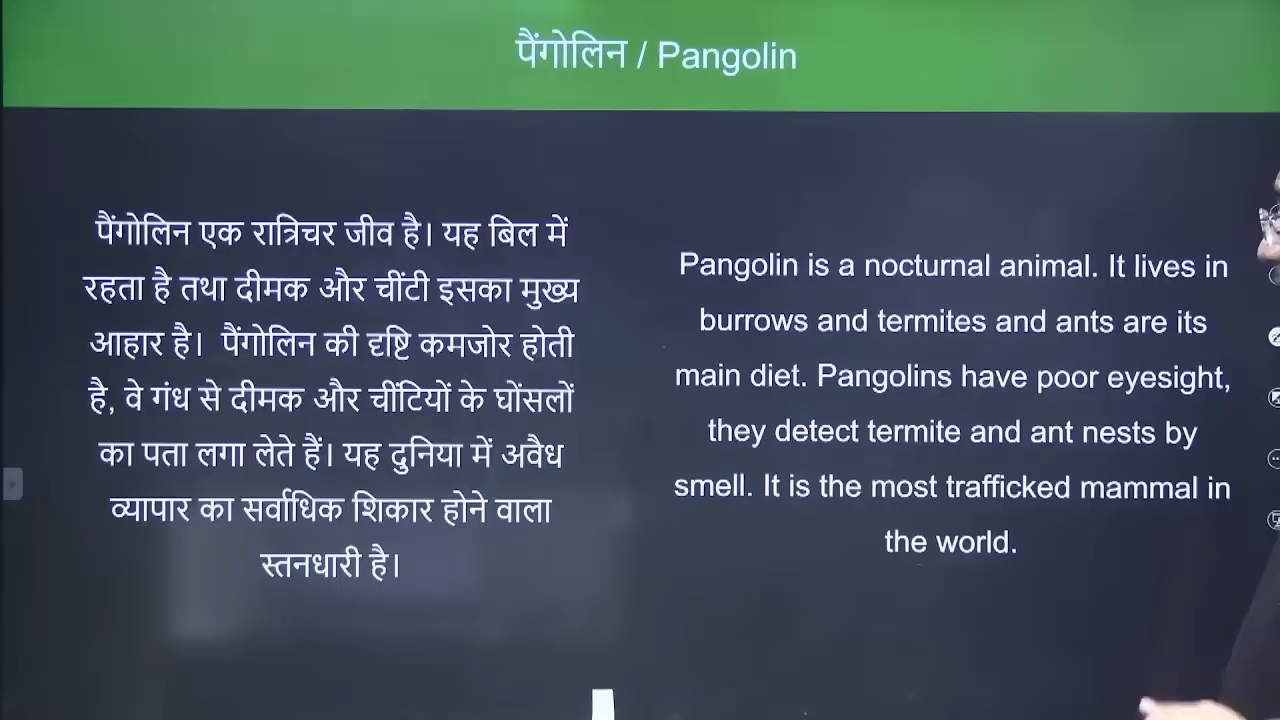 पैंगोलिन / Pangolin
पैंगोलिन एक रात्रिचर जीव है। यह बिल में
रहता है तथा दीमक और चींटी इसका मुख्य
आहार है। पैंगोलिन की दृष्टि कमजोर होती
है, वे गंध से दीमक और चींटियों के घोंसलों
का पता लगा लेते हैं। यह दुनिया में अवैध
व्यापार का सर्वाधिक शिकार होने वाला
स्तनधारी है।
Pangolin is a nocturnal animal. It lives in
burrows and termites and ants are its
main diet. Pangolins have poor eyesight,
they detect termite and ant nests by
smell. It is the most trafficked mammal in
the world.